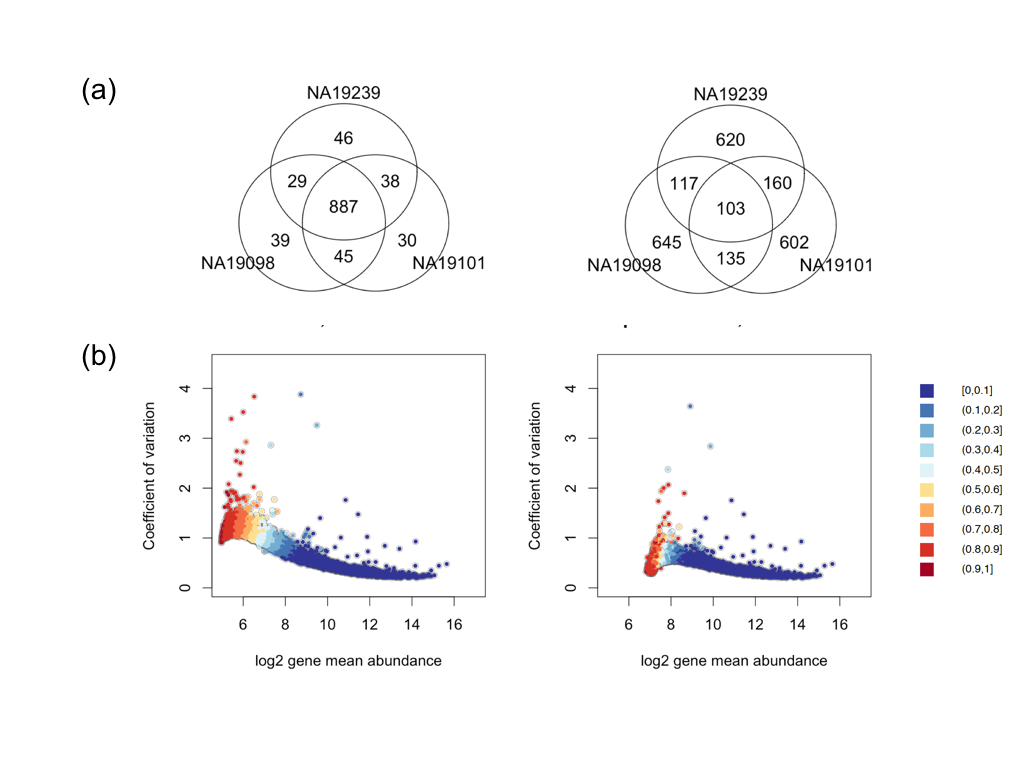 (a)
NA19239
46
29
38
887
39
45
30
NA19098
NA19101
NA19239
620
117
160
103
645
135
602
NA19098
NA19101
(b)
Coefficient of variation
4
3
2
1
0
6 8 10 12 14 16
log2 gene mean abundance
Coefficient of variation
4
3
2
1
0
6 8 10 12 14 16
log2 gene mean abundance
[0,0.1]
(0.1,0.2]
(0.2,0.3]
(0.3,0.4]
(0.4,0.5]
(0.5,0.6]
(0.6,0.7]
(0.7,0.8]
(0.8,0.9]
(0.9,1]